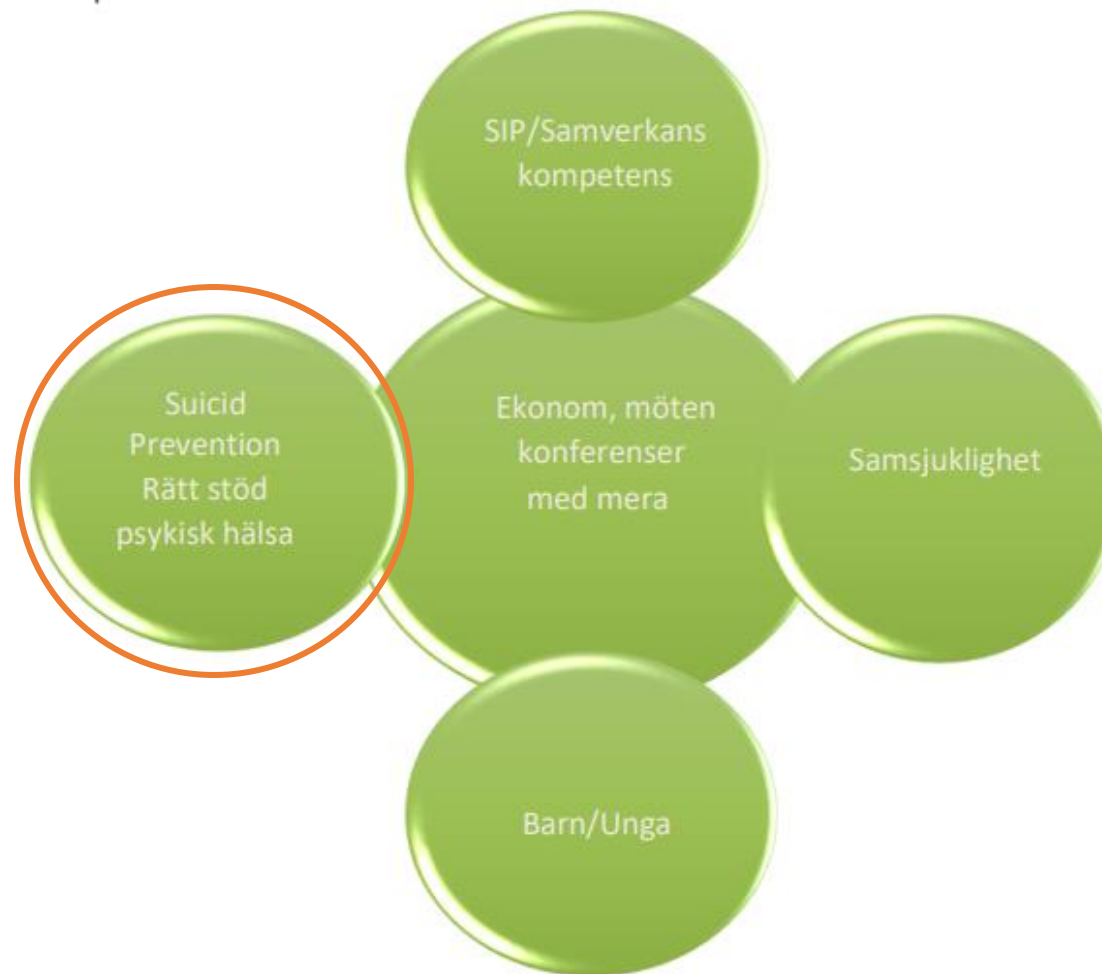 SIP/Samverkans
kompetens
Suicid
Prevention
Rätt stöd
psykisk hälsa
Ekonom, möten
konferenser
med mera
Samsjuklighet
Barn/Unga